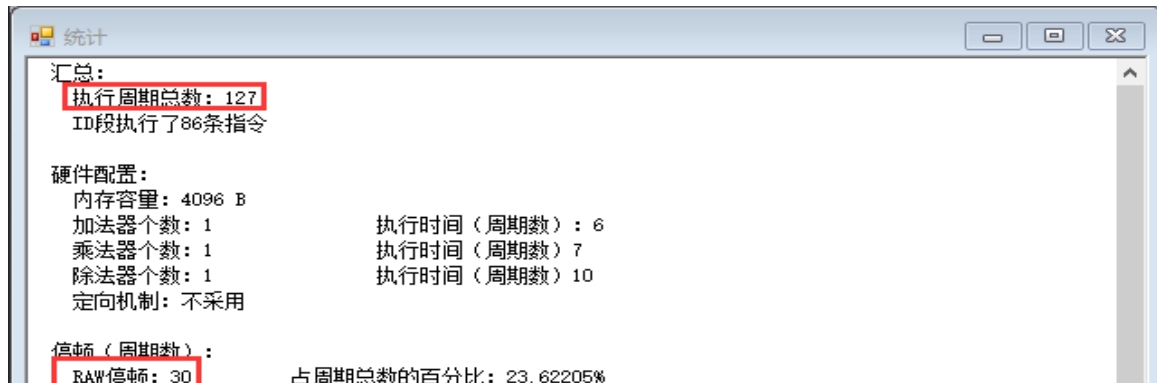 统计
汇总:
执行周期总数: 127
ID段执行了86条指令
硬件配置:
内存容量: 4096 B
加法器个数: 1 执行时间（周期数）: 6
乘法器个数: 1 执行时间（周期数）7
除法器个数: 1 执行时间（周期数）10
定向机制: 不采用
停顿（周期数）:
RAW停顿: 30 占周期总数的百分比: 23.62205%